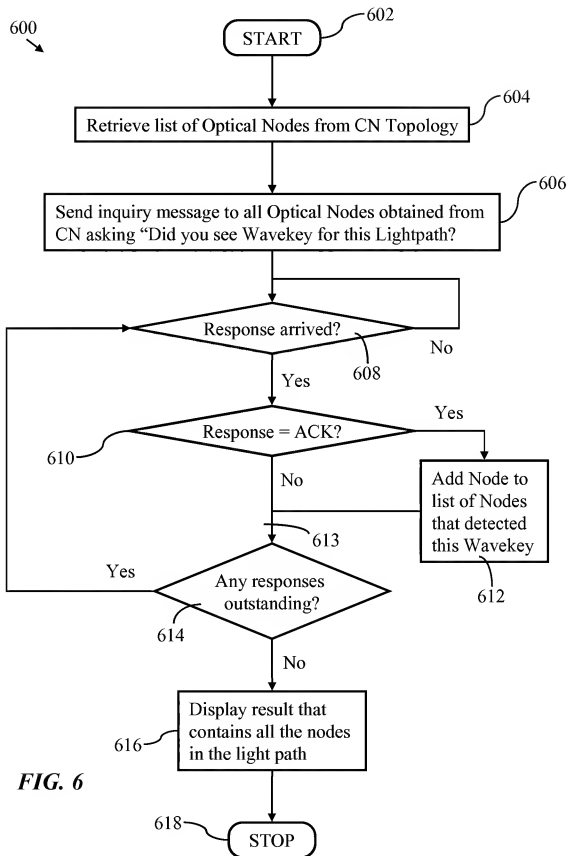 600
602
START
604
Retrieve list of Optical Nodes from CN Topology
606
Send inquiry message to all Optical Nodes obtained from
CN asking “Did you see Wavekey for this Lightpath?
Response arrived?
608
No
Yes
Response = ACK?
Yes
610
No
Add Node to
list of Nodes
that detected
this Wavekey
612
613
Yes
Any responses
outstanding?
614
No
Display result that
contains all the nodes
in the light path
616
FIG. 6
618
STOP